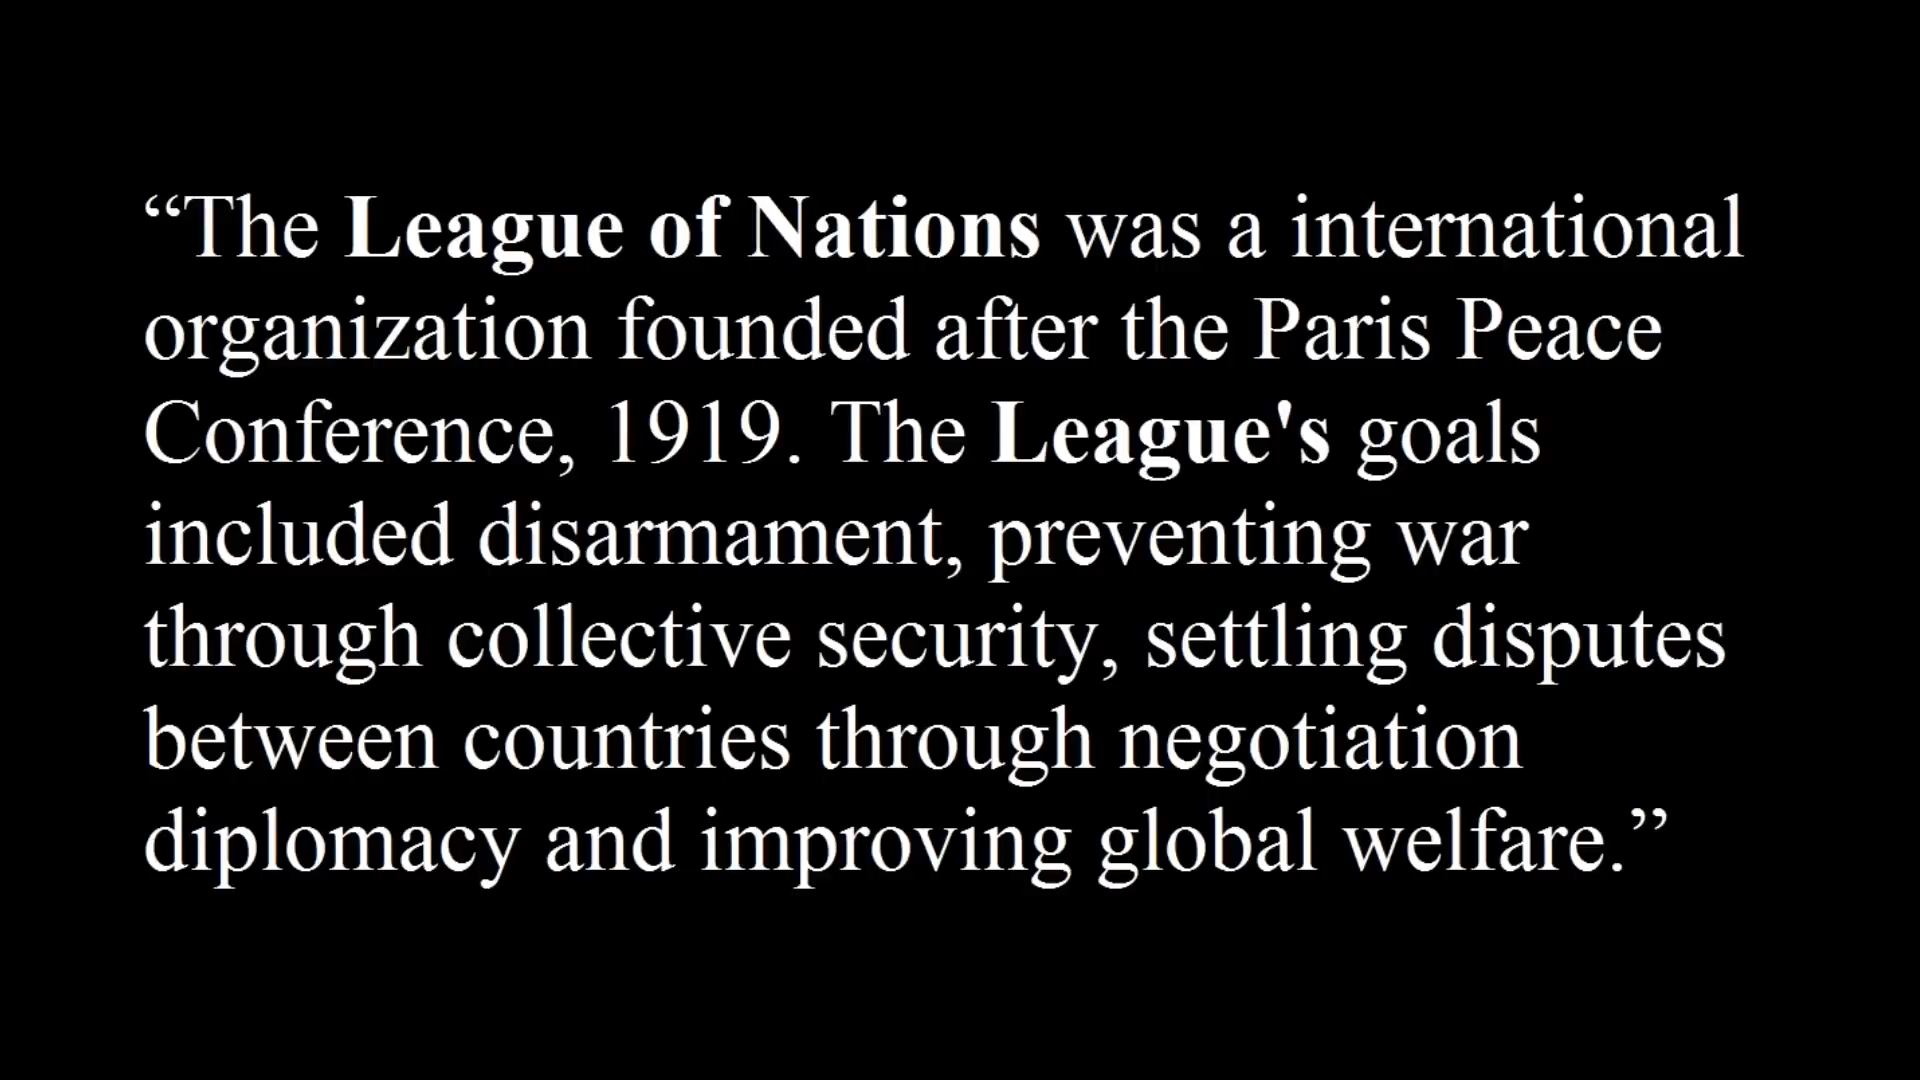 “The League of Nations was a international
organization founded after the Paris Peace
Conference, 1919. The League's goals
included disarmament, preventing war
through collective security, settling disputes
between countries through negotiation
diplomacy and improving global welfare.”